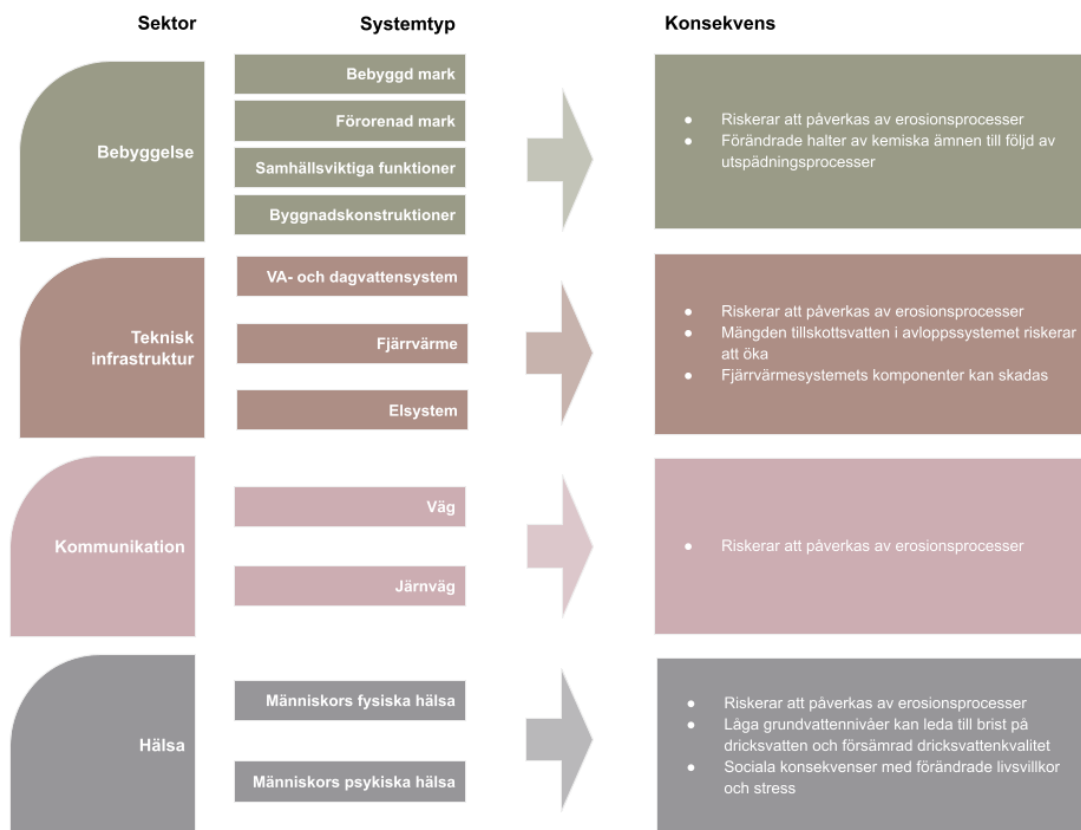 Sektor
Systemtyp
Konsekvens
Bebyggelse
Bebyggd mark
Förorenad mark
Samhällsviktiga funktioner
Byggnadskonstruktioner
● Riskerar att påverkas av erosionsprocesser
● Förändrade halter av kemiska ämnen till följd av
utspädningsprocesser
Teknisk
infrastruktur
VA- och dagvattensystem
Fjärrvärme
Elsystem
● Riskerar att påverkas av erosionsprocesser
● Mängden tillskottsvatten i avloppssystemet riskerar
att öka
● Fjärrvärmesystemets komponenter kan skadas
Kommunikation
Väg
Järnväg
● Riskerar att påverkas av erosionsprocesser
Hälsa
Människors fysiska hälsa
Människors psykiska hälsa
● Riskerar att påverkas av erosionsprocesser
● Låga grundvattennivåer kan leda till brist på
dricksvatten och försämrad dricksvattenkvalitet
● Sociala konsekvenser med förändrade livsvillkor
och stress